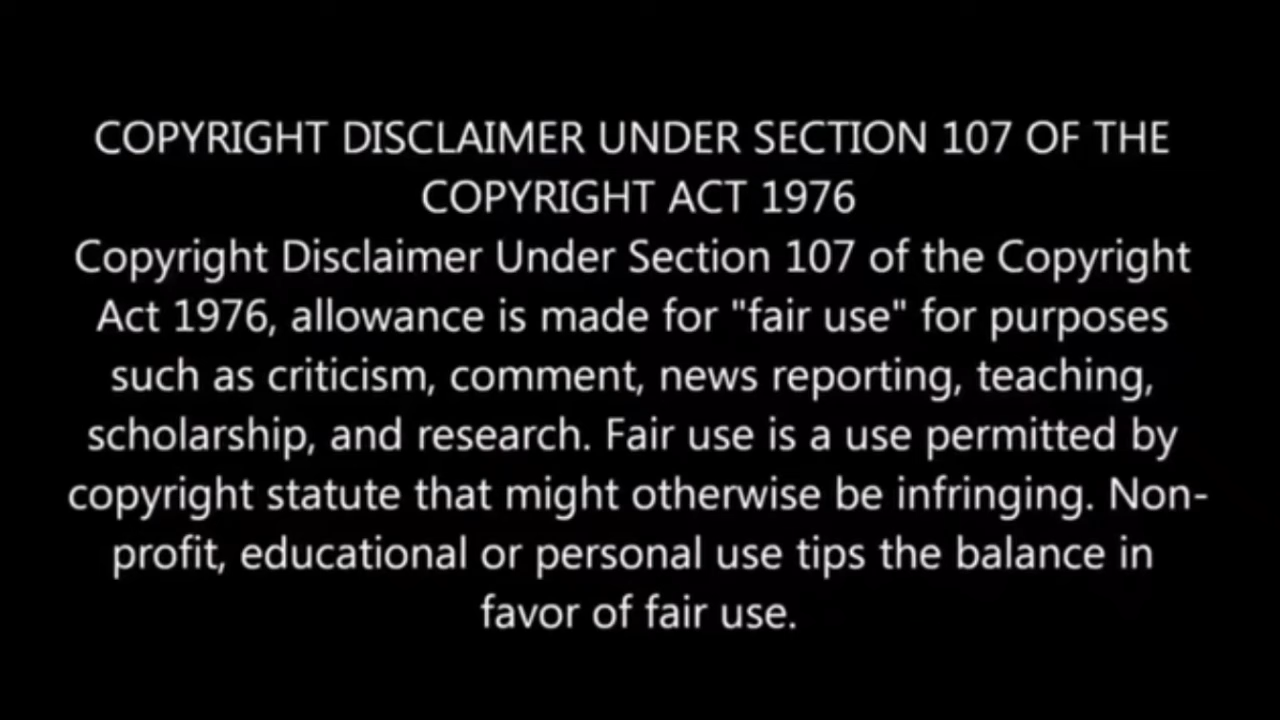 COPYRIGHT DISCLAIMER UNDER SECTION 107 OF THE
COPYRIGHT ACT 1976
Copyright Disclaimer Under Section 107 of the Copyright
Act 1976, allowance is made for "fair use" for purposes
such as criticism, comment, news reporting, teaching,
scholarship, and research. Fair use is a use permitted by
copyright statute that might otherwise be infringing. Non-
profit, educational or personal use tips the balance in
favor of fair use.